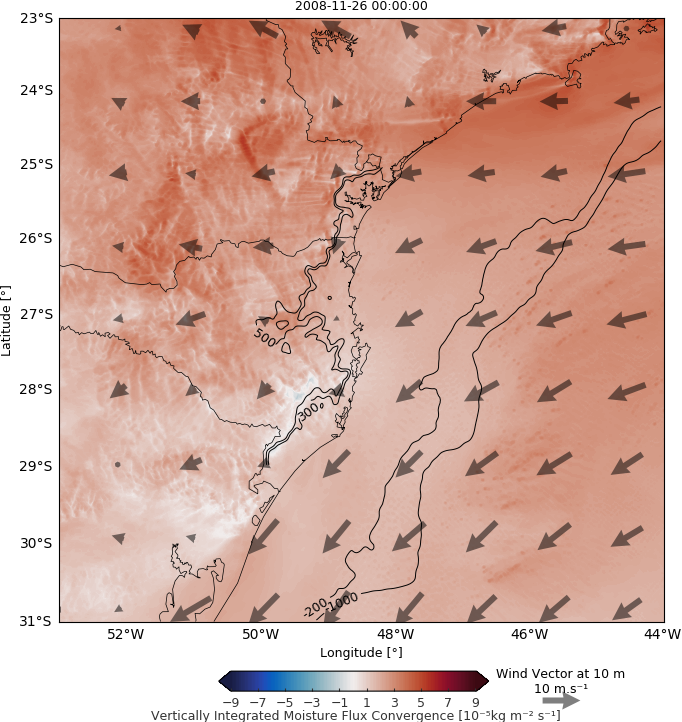 2008-11-26 00:00:00
23°S
24°S
25°S
26°S
27°S
28°S
29°S
30°S
31°S
Latitude [°]
500
300
-200
-1000
52°W 50°W 48°W 46°W 44°W
Longitude [°]
Wind Vector at 10 m
10 m.s⁻¹
−9 −7 −5 −3 −1 1 3 5 7 9
Vertically Integrated Moisture Flux Convergence [10⁻⁵kg m⁻² s⁻¹]